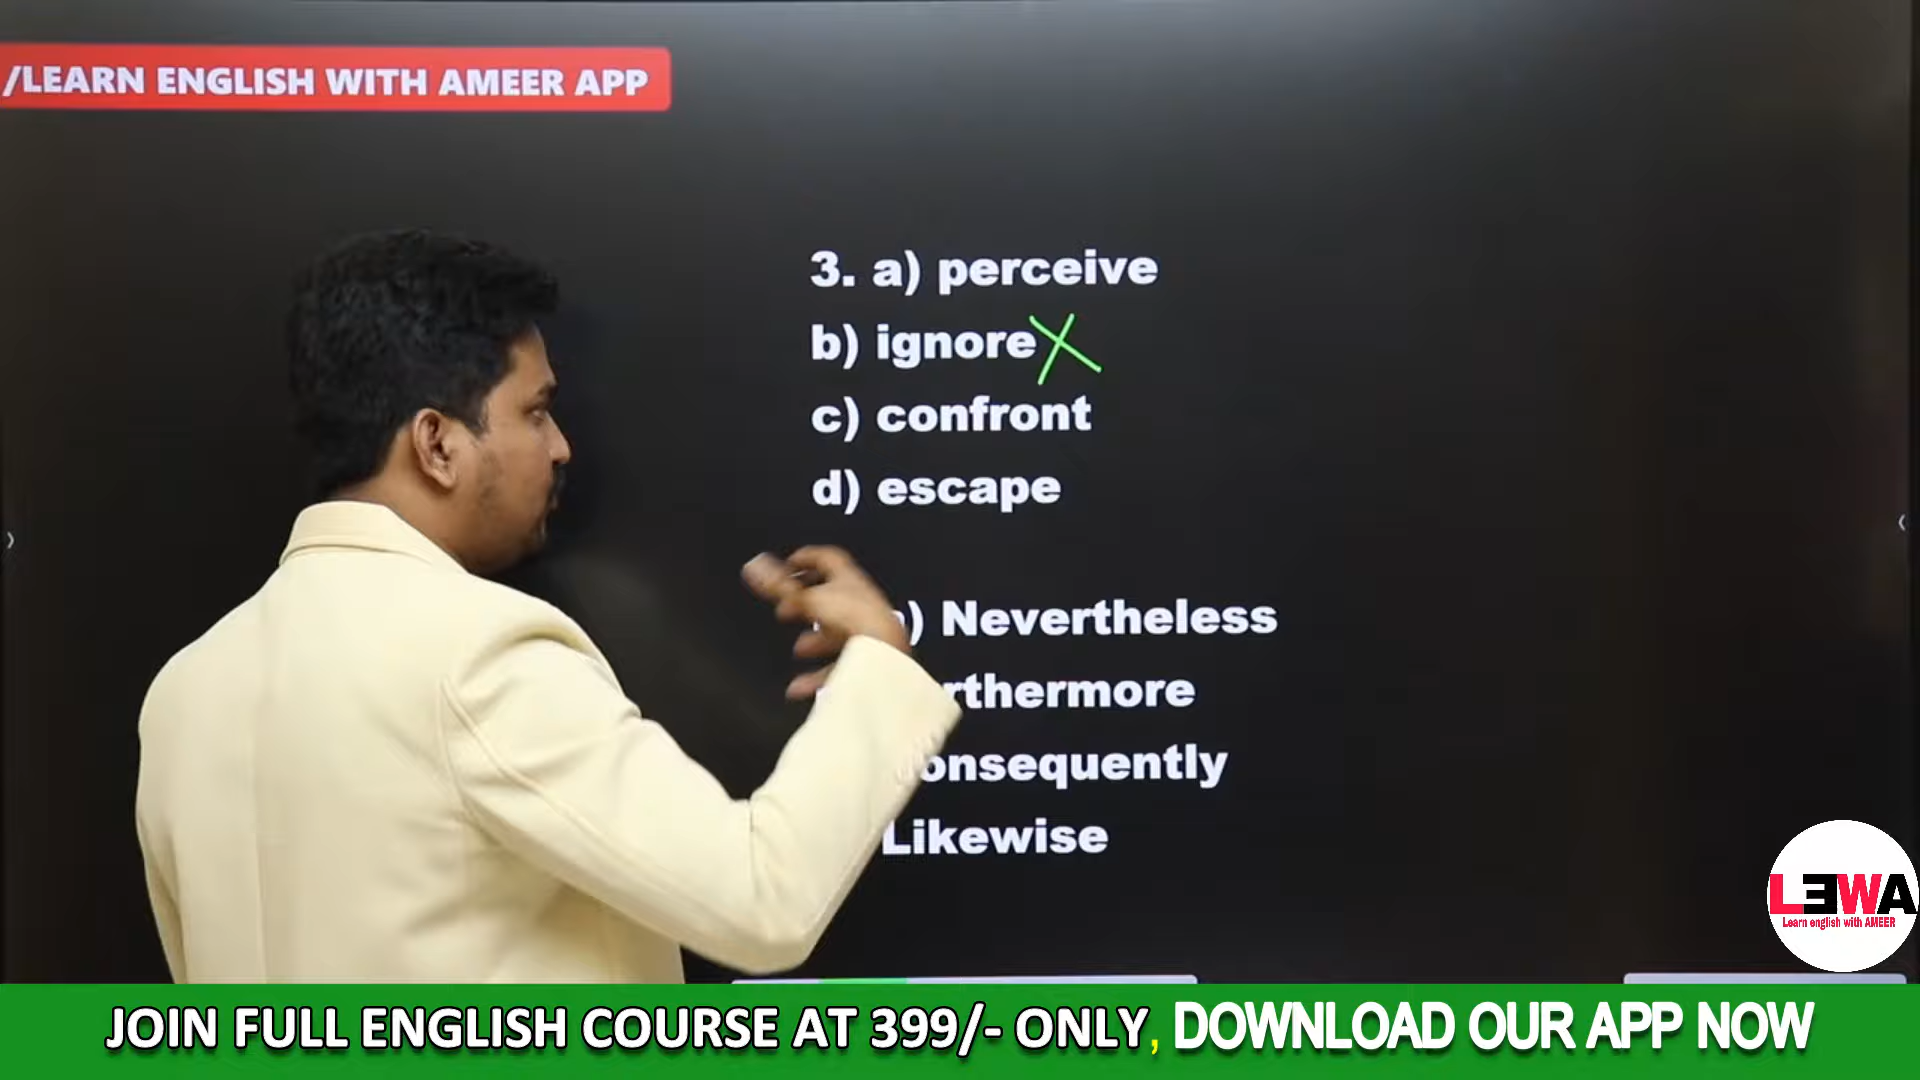 /LEARN ENGLISH WITH AMEER APP
3. a) perceive
b) ignore
c) confront
d) escape
) Nevertheless
rthermore
onsequently
Likewise
LEWA
Learn english with AMEER
JOIN FULL ENGLISH COURSE AT 399/- ONLY, DOWNLOAD OUR APP NOW